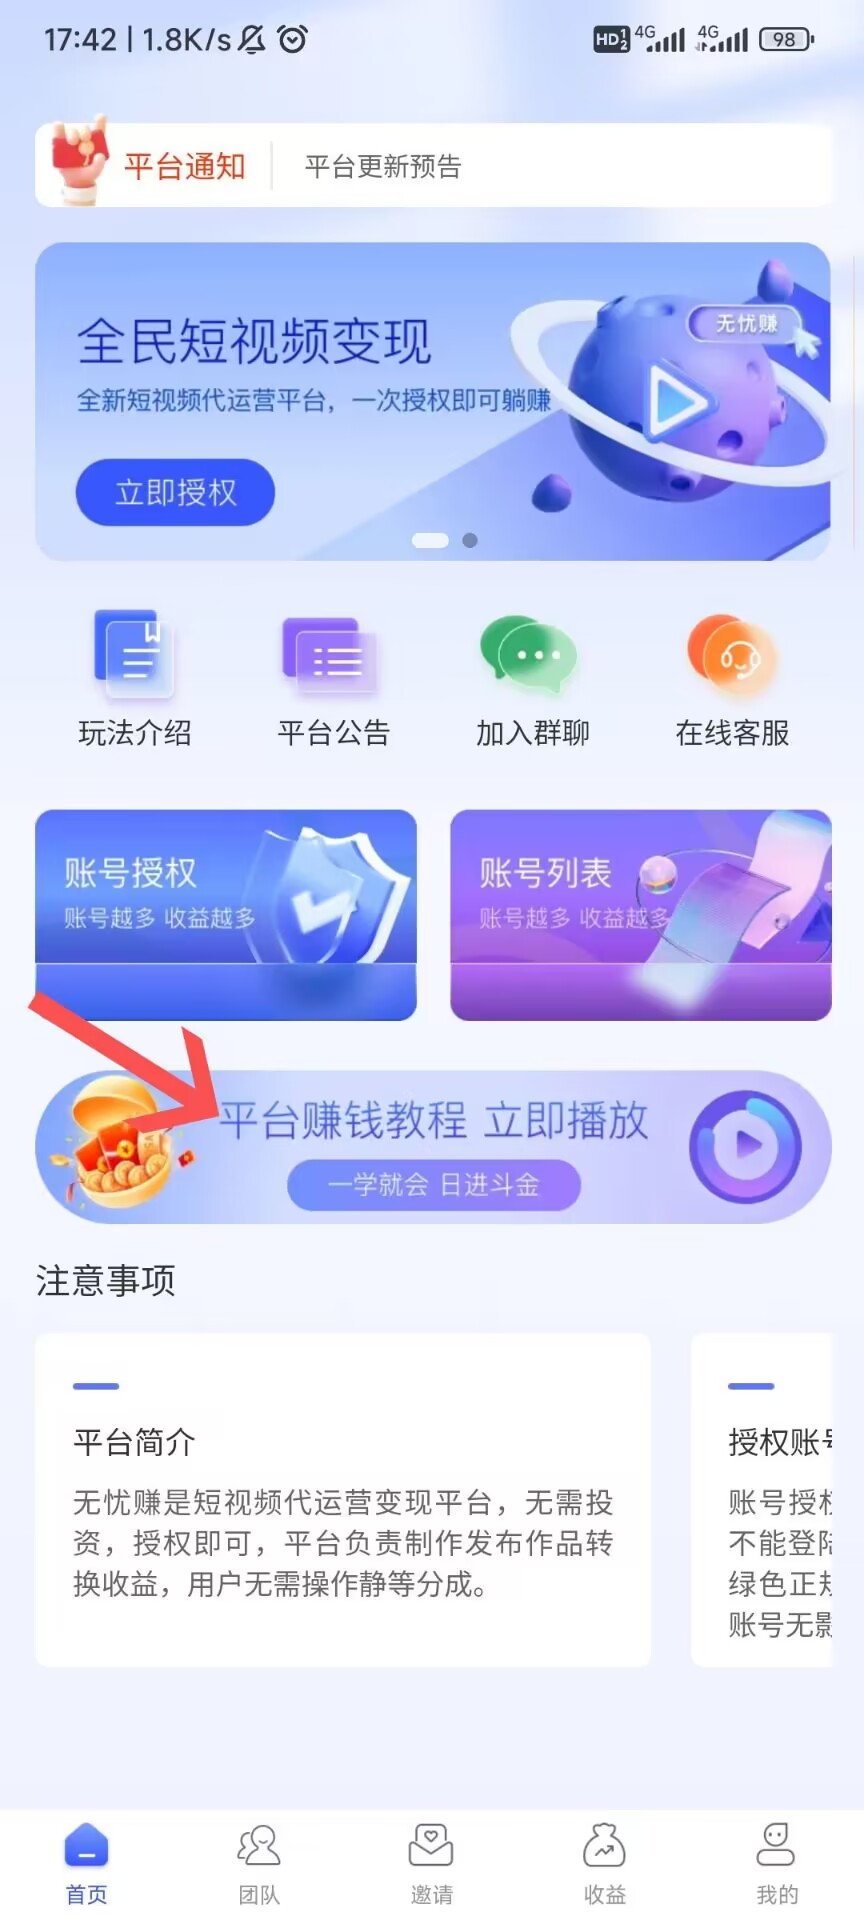 17:42 | 1.8K/s
HD 1 2 4G 4G 98
平台通知 平台更新预告
全民短视频变现
无忧赚
全新短视频代运营平台，一次授权即可躺赚
立即授权
玩法介绍 平台公告 加入群聊 在线客服
账号授权 账号列表
账号越多 收益越多 账号越多 收益越多
平台赚钱教程 立即播放
一学就会 日进斗金
注意事项
平台简介
无忧赚是短视频代运营变现平台，无需投
资，授权即可，平台负责制作发布作品转
换收益，用户无需操作静等分成。
授权账号
账号授权
不能登陆
绿色正规
账号无影
首页 团队 邀请 收益 我的